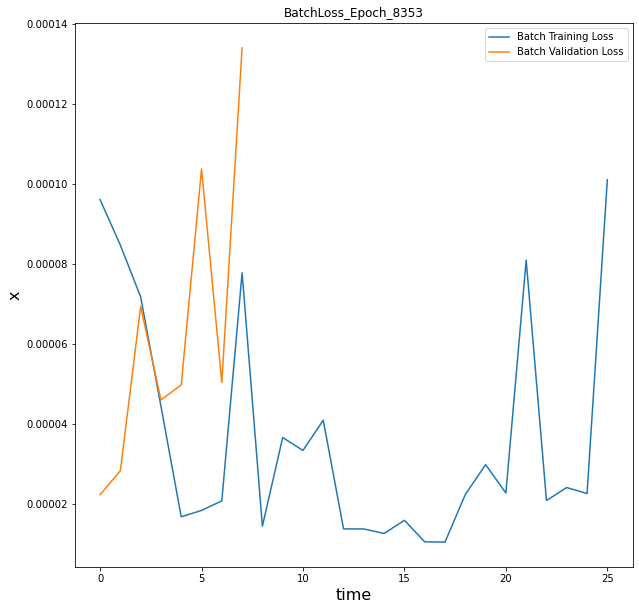 BatchLoss_Epoch_8353
Batch Training Loss
Batch Validation Loss
0.00014
0.00012
0.00010
0.00008
0.00006
0.00004
0.00002
x
0 5 10 15 20 25
time